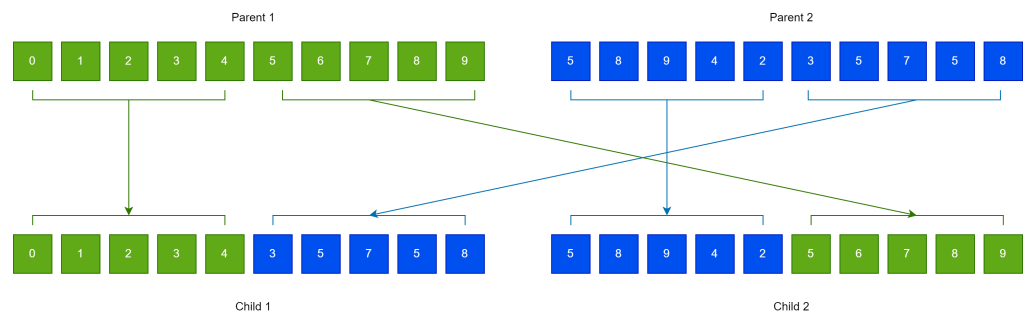 Parent 1 Parent 2
0 1 2 3 4 5 6 7 8 9 5 8 9 4 2 3 5 7 5 8
0 1 2 3 4 3 5 7 5 8 5 8 9 4 2 5 6 7 8 9
Child 1 Child 2